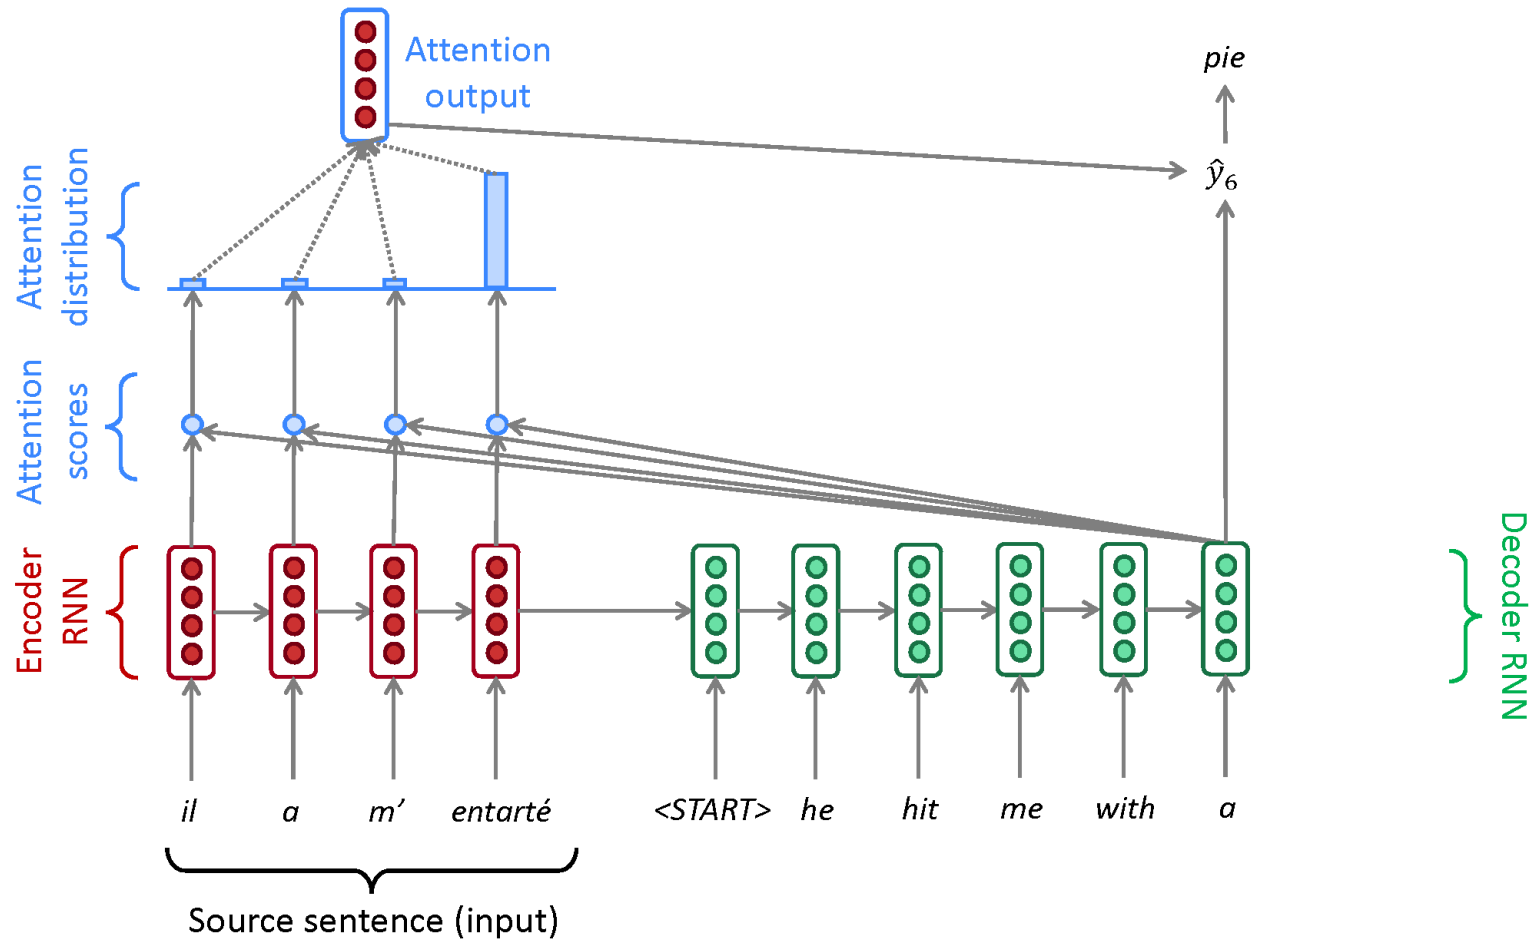 Attention
output
pie
ŷ₆
Attention
distribution
Attention
scores
Encoder
RNN
Decoder RNN
il a m’ entarté <START> he hit me with a
Source sentence (input)